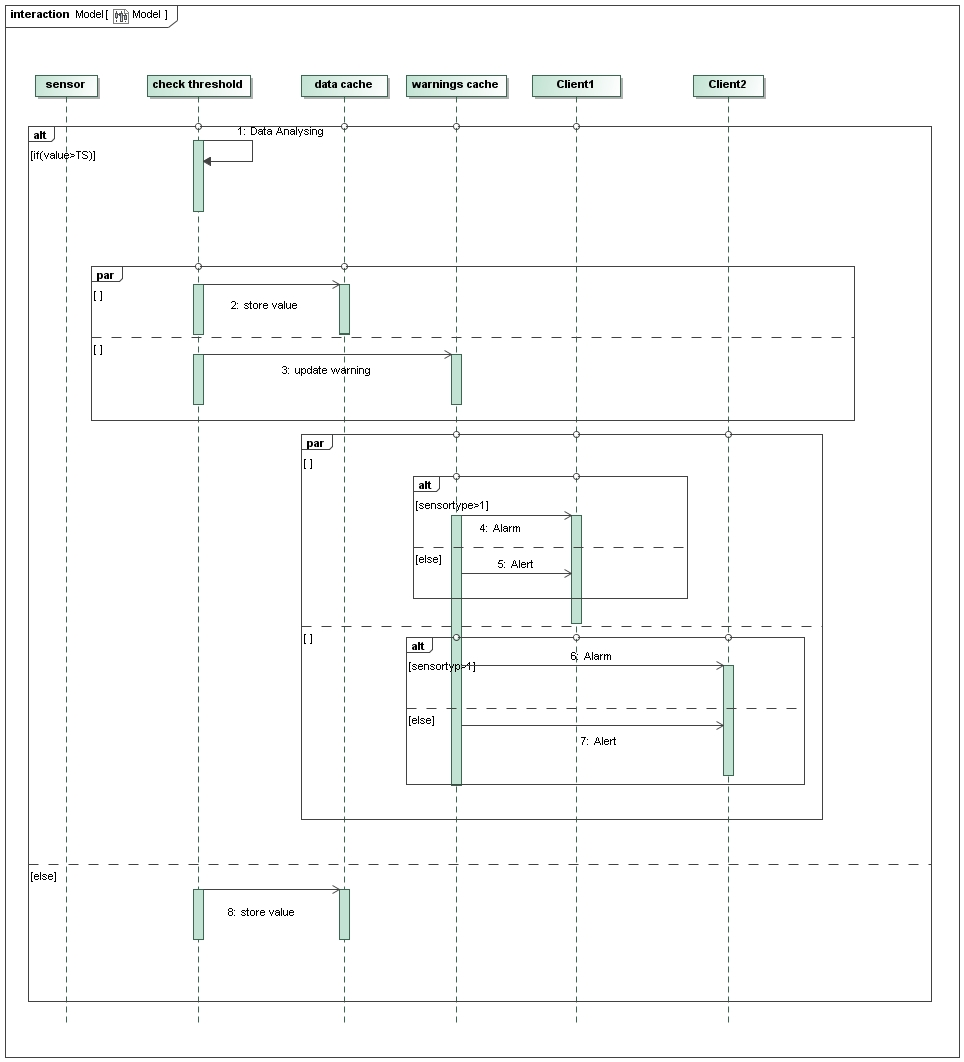 interaction Model[ Model ]
sensor
check threshold
data cache
warnings cache
Client1
Client2
alt
1: Data Analysing
[if(value>TS)]
par
[ ]
2: store value
[ ]
3: update warning
par
[ ]
alt
[sensortype>1]
4: Alarm
[else]
5: Alert
[ ]
alt
6: Alarm
[sensortyp>1]
[else]
7: Alert
[else]
8: store value